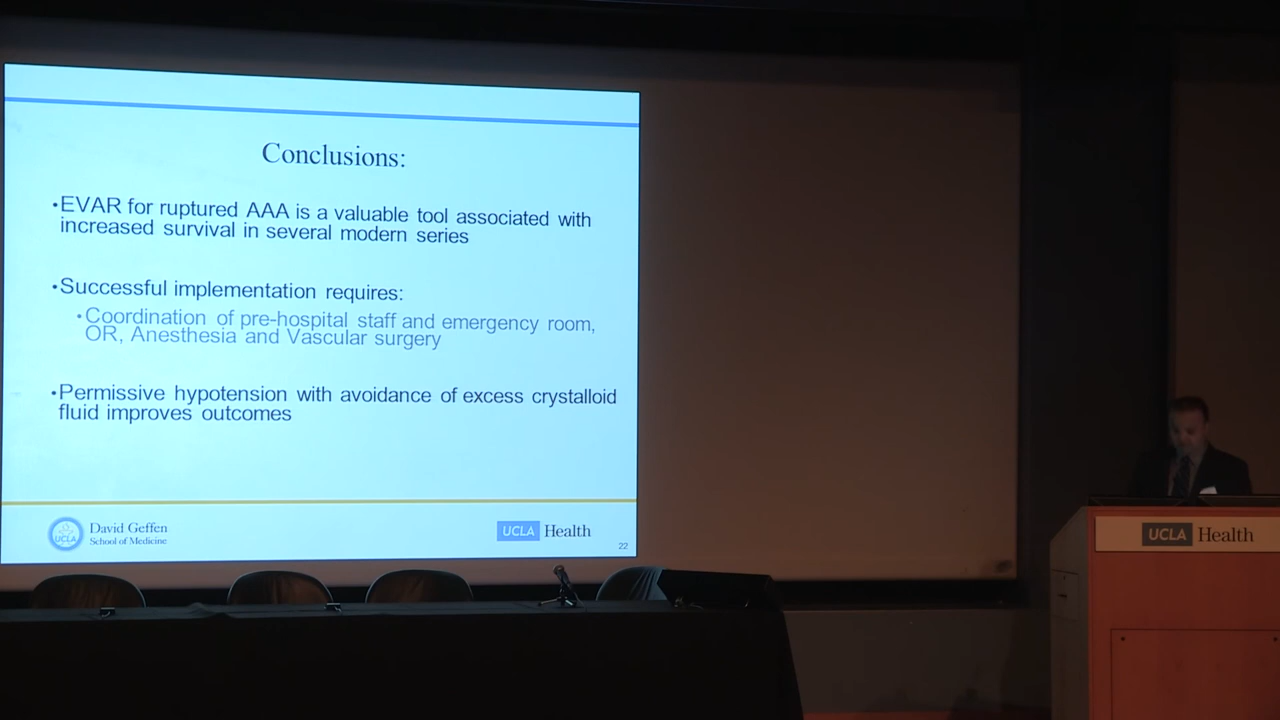 Conclusions:
•EVAR for ruptured AAA is a valuable tool associated with
increased survival in several modern series
•Successful implementation requires:
•Coordination of pre-hospital staff and emergency room,
OR, Anesthesia and Vascular surgery
•Permissive hypotension with avoidance of excess crystalloid
fluid improves outcomes
UCLA
David Geffen
School of Medicine
UCLA Health
22
UCLA Health